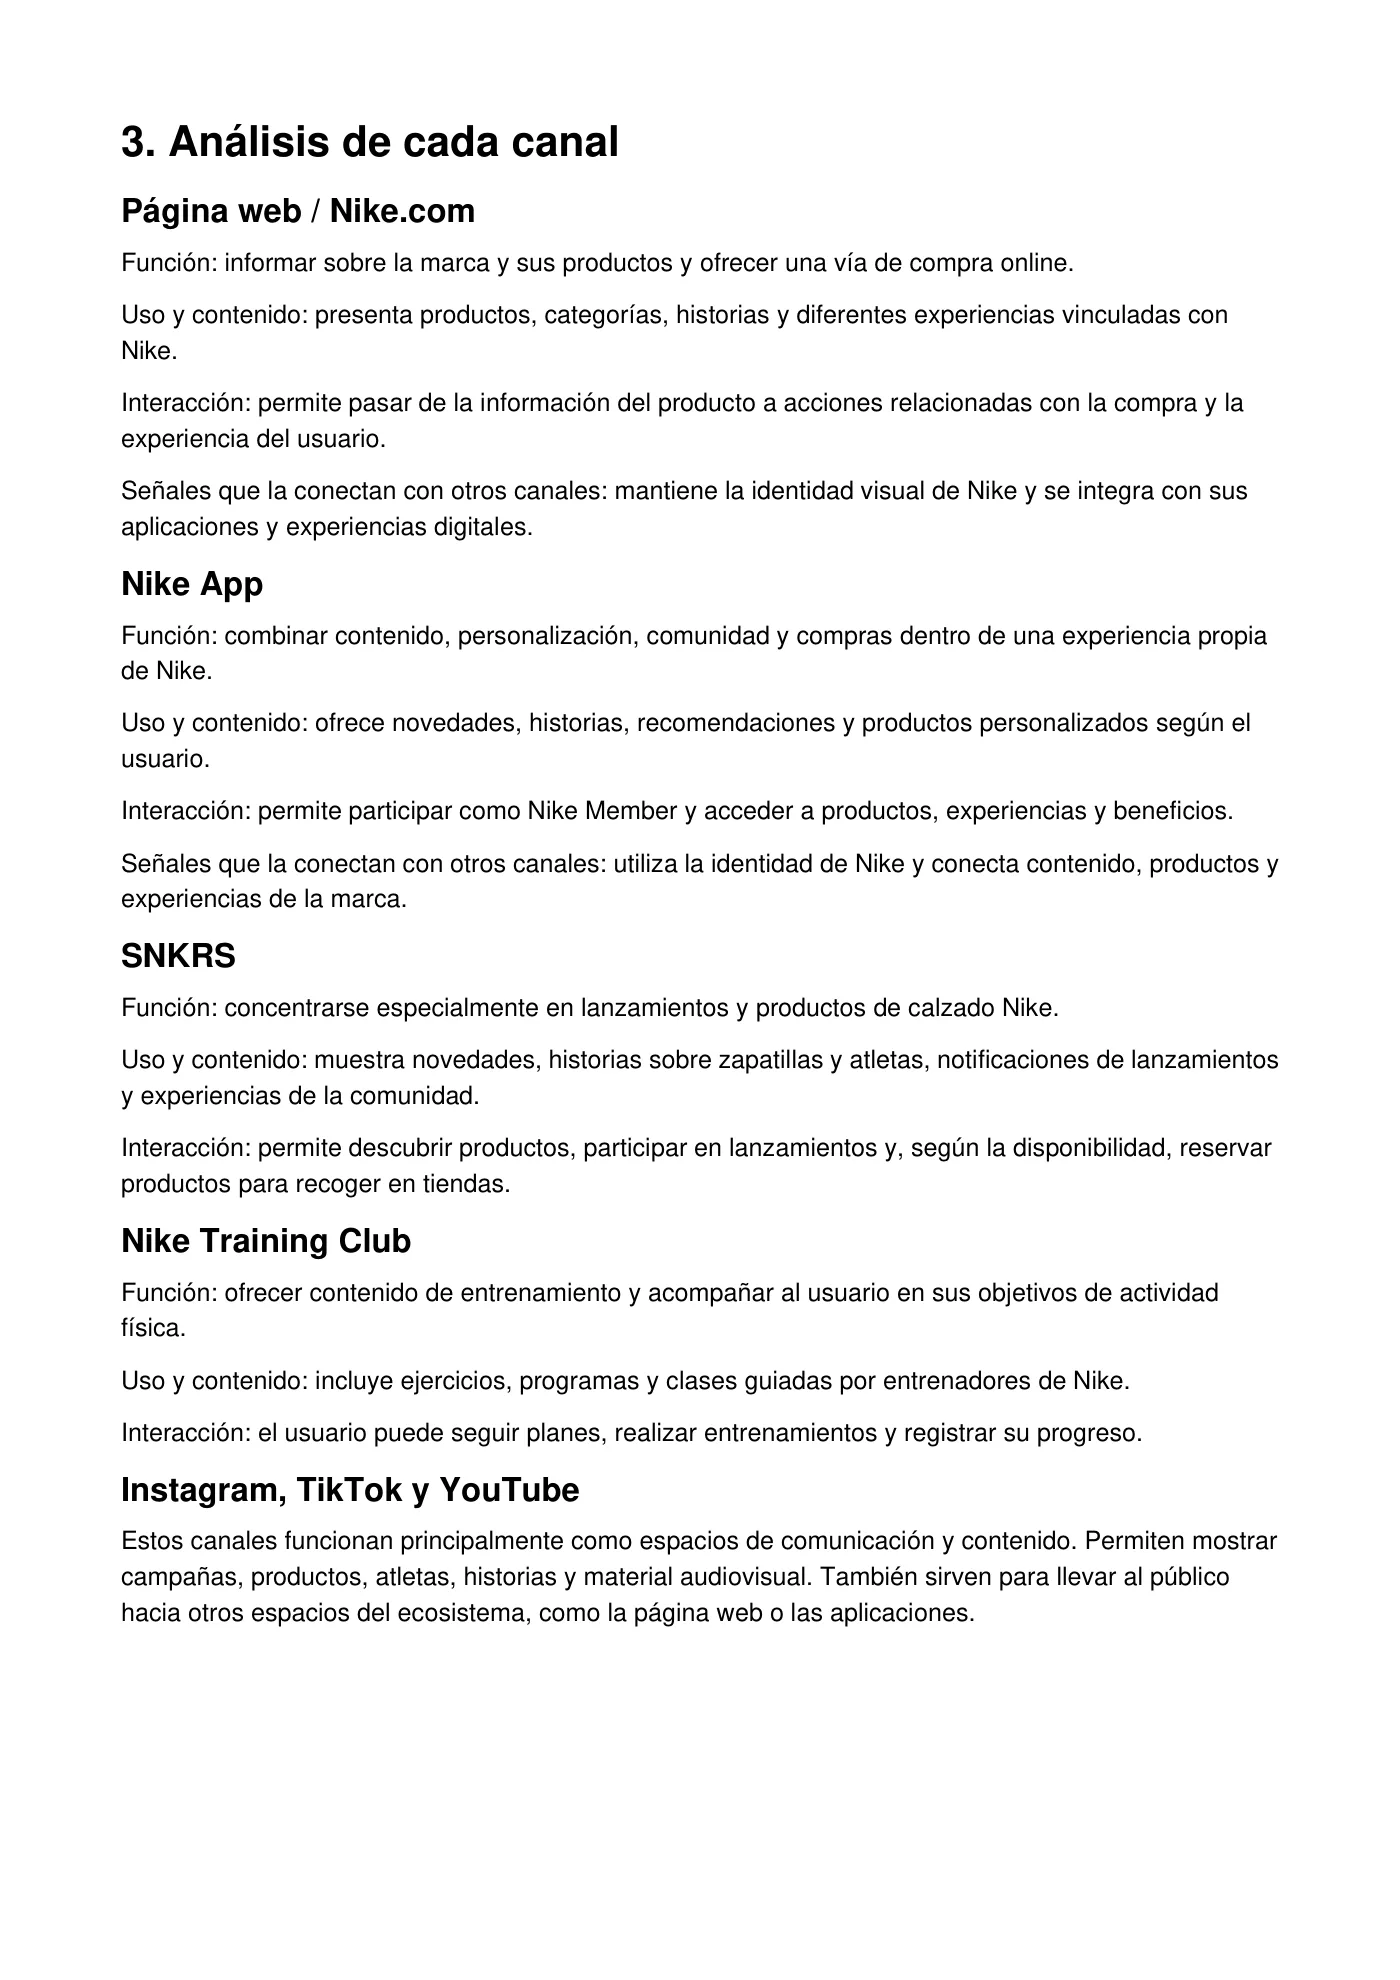 3. Análisis de cada canal
Página web / Nike.com
Función: informar sobre la marca y sus productos y ofrecer una vía de compra online.
Uso y contenido: presenta productos, categorías, historias y diferentes experiencias vinculadas con
Nike.
Interacción: permite pasar de la información del producto a acciones relacionadas con la compra y la
experiencia del usuario.
Señales que la conectan con otros canales: mantiene la identidad visual de Nike y se integra con sus
aplicaciones y experiencias digitales.
Nike App
Función: combinar contenido, personalización, comunidad y compras dentro de una experiencia propia
de Nike.
Uso y contenido: ofrece novedades, historias, recomendaciones y productos personalizados según el
usuario.
Interacción: permite participar como Nike Member y acceder a productos, experiencias y beneficios.
Señales que la conectan con otros canales: utiliza la identidad de Nike y conecta contenido, productos y
experiencias de la marca.
SNKRS
Función: concentrarse especialmente en lanzamientos y productos de calzado Nike.
Uso y contenido: muestra novedades, historias sobre zapatillas y atletas, notificaciones de lanzamientos
y experiencias de la comunidad.
Interacción: permite descubrir productos, participar en lanzamientos y, según la disponibilidad, reservar
productos para recoger en tiendas.
Nike Training Club
Función: ofrecer contenido de entrenamiento y acompañar al usuario en sus objetivos de actividad
física.
Uso y contenido: incluye ejercicios, programas y clases guiadas por entrenadores de Nike.
Interacción: el usuario puede seguir planes, realizar entrenamientos y registrar su progreso.
Instagram, TikTok y YouTube
Estos canales funcionan principalmente como espacios de comunicación y contenido. Permiten mostrar
campañas, productos, atletas, historias y material audiovisual. También sirven para llevar al público
hacia otros espacios del ecosistema, como la página web o las aplicaciones.